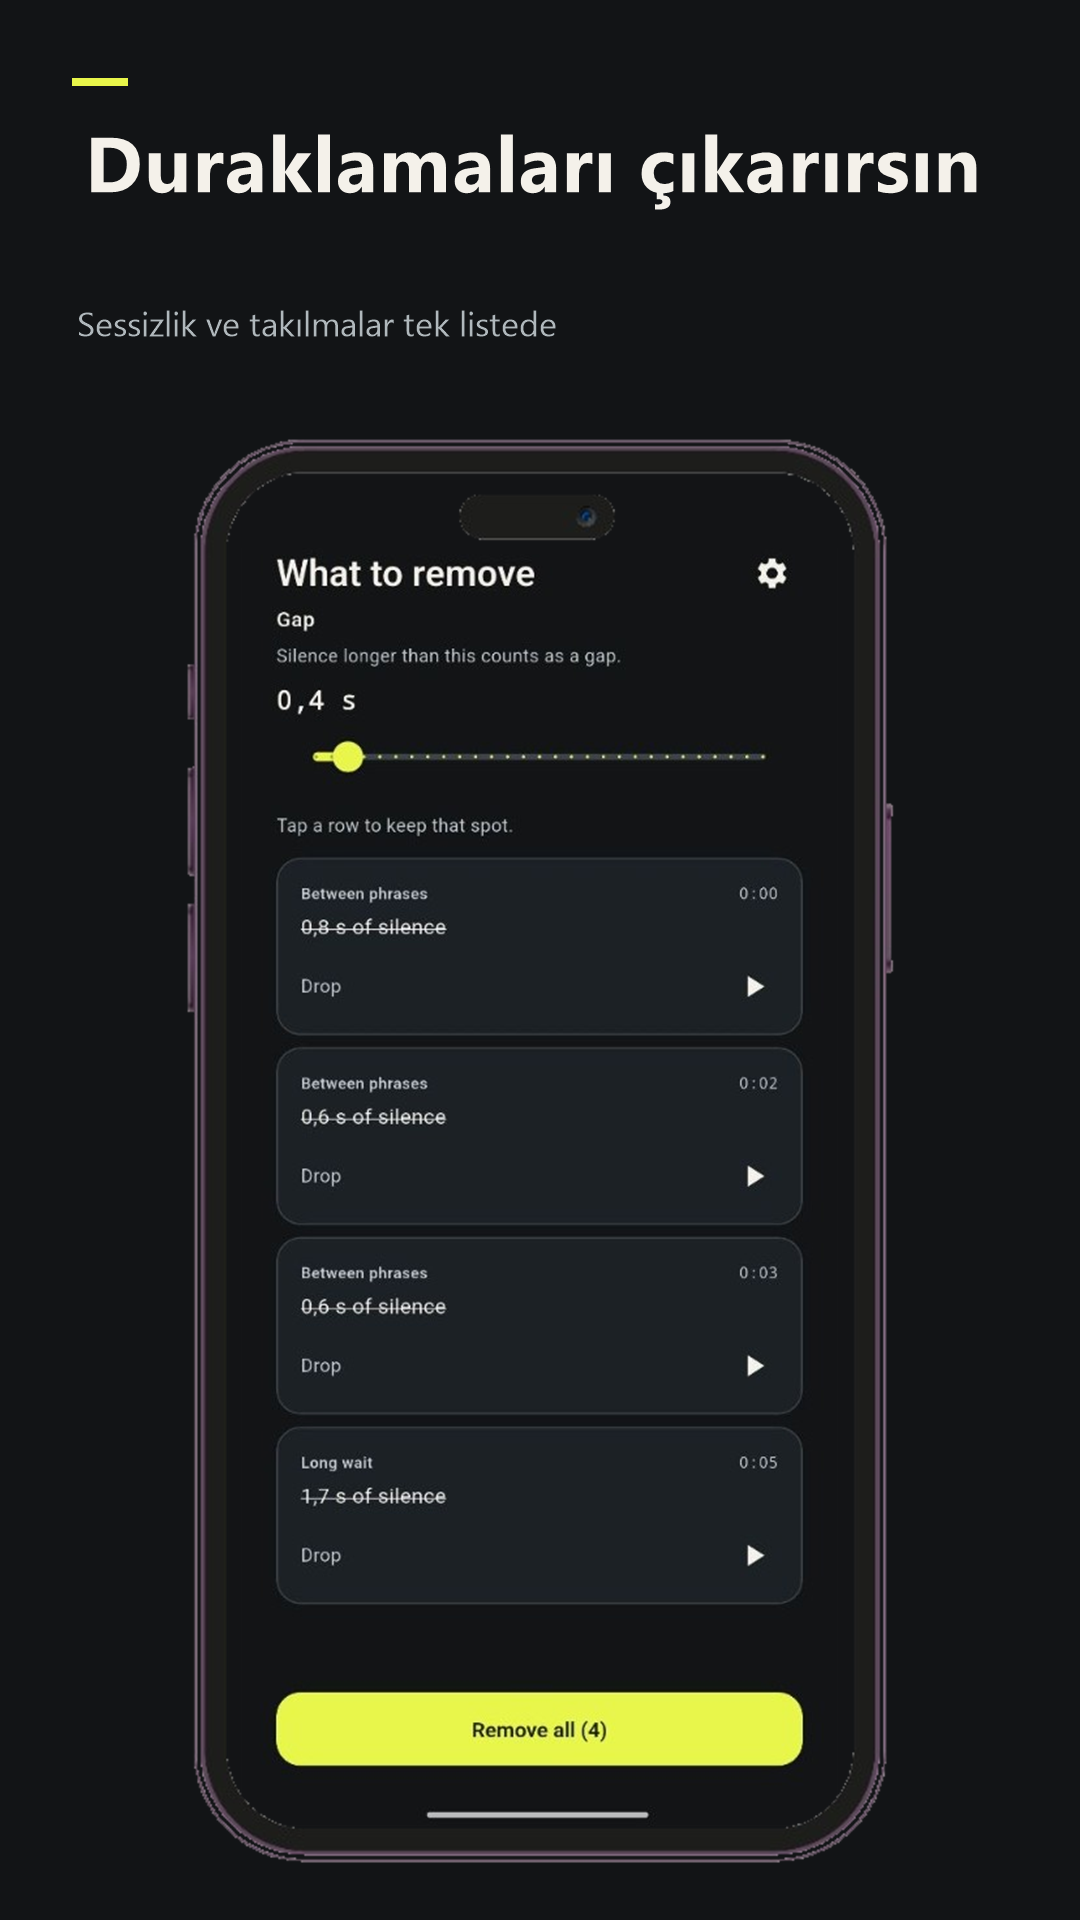 Duraklamaları çıkarırsın
Sessizlik ve takılmalar tek listede
What to remove
Gap
Silence longer than this counts as a gap.
0,4 s
Tap a row to keep that spot.
Between phrases 0:00
0,8 s of silence
Drop
Between phrases 0:02
0,6 s of silence
Drop
Between phrases 0:03
0,6 s of silence
Drop
Long wait 0:05
1,7 s of silence
Drop
Remove all (4)